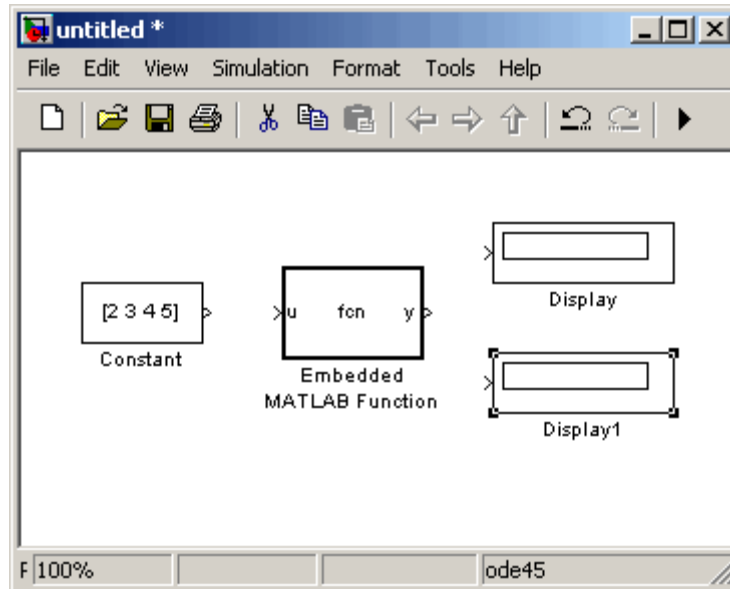 untitled *
File Edit View Simulation Format Tools Help
[2 3 4 5]
Constant
u fcn y
Embedded
MATLAB Function
Display
Display1
F 100% ode45